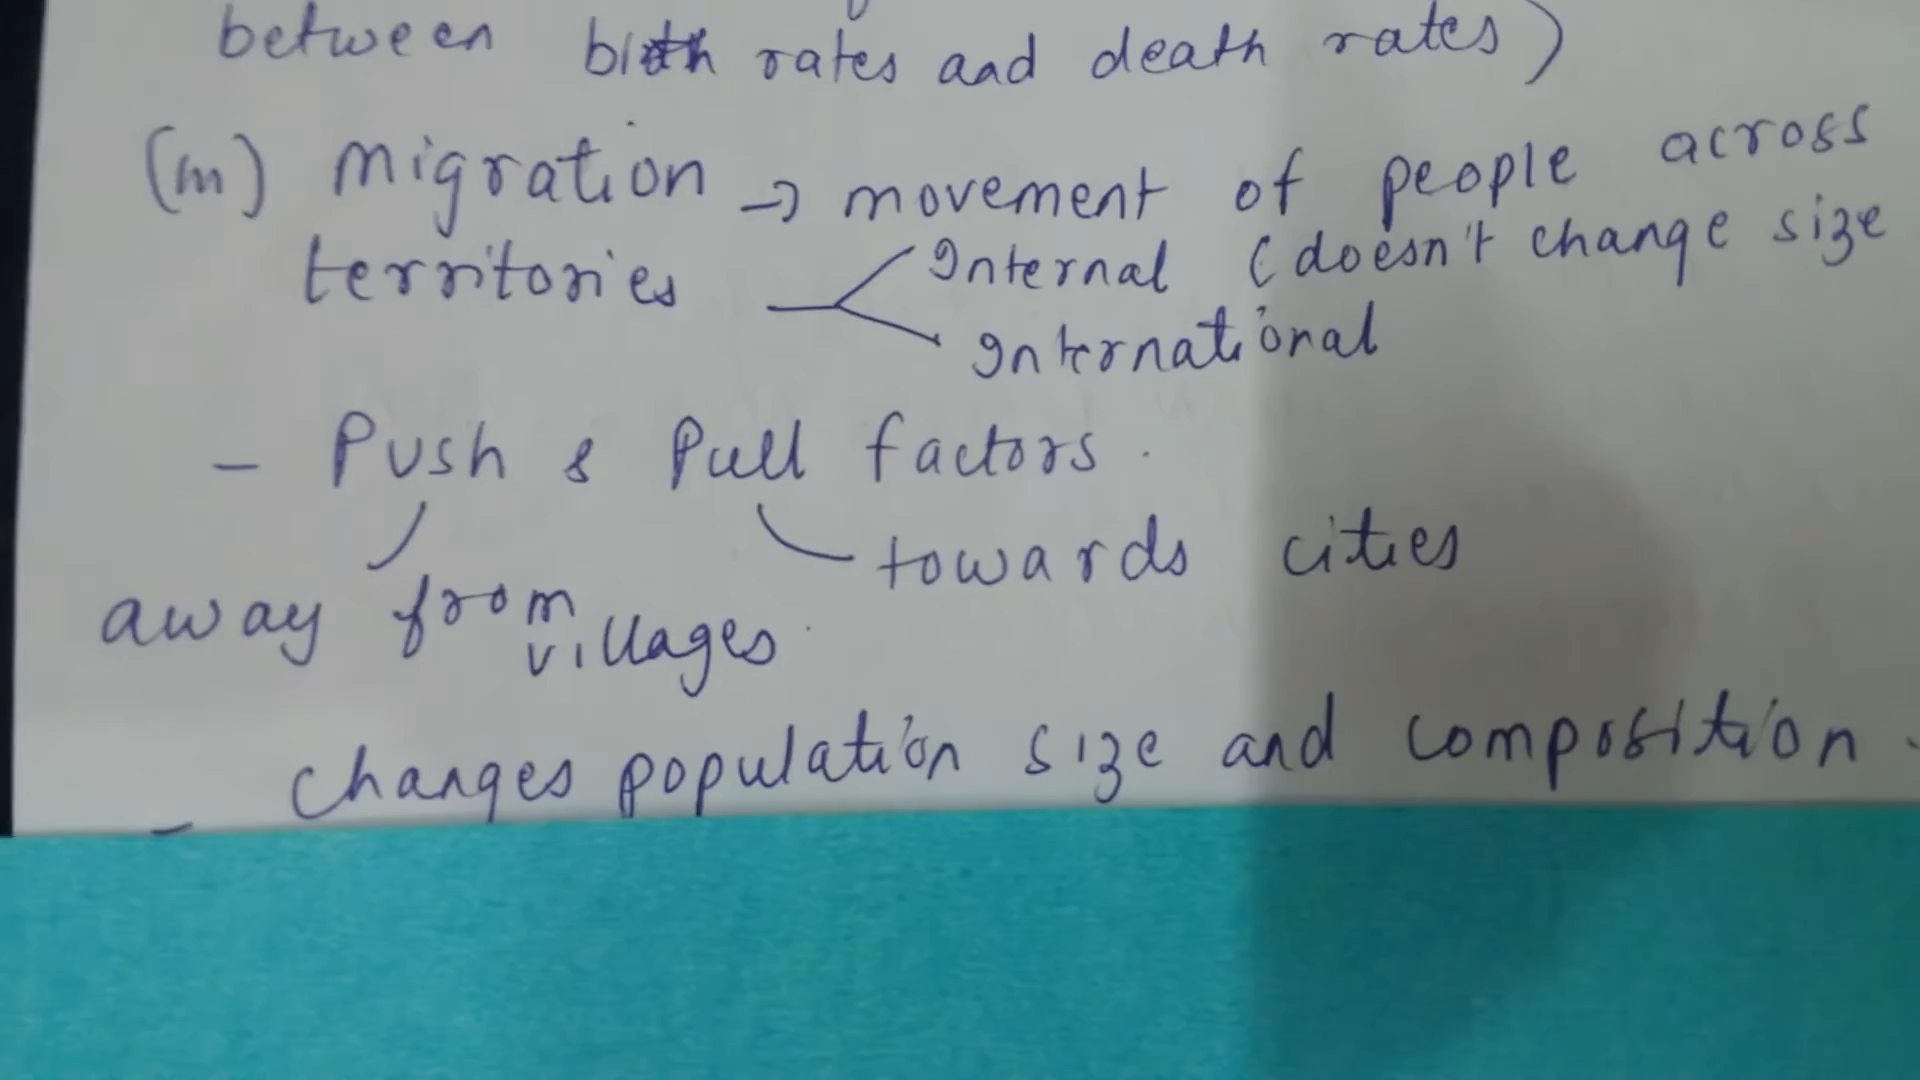 between birth rates and death rates)
(m) Migration → movement of people across
territories
Internal (doesn't change size
International
- Push & Pull factors.
towards cities
away from villages
- changes population size and composition.